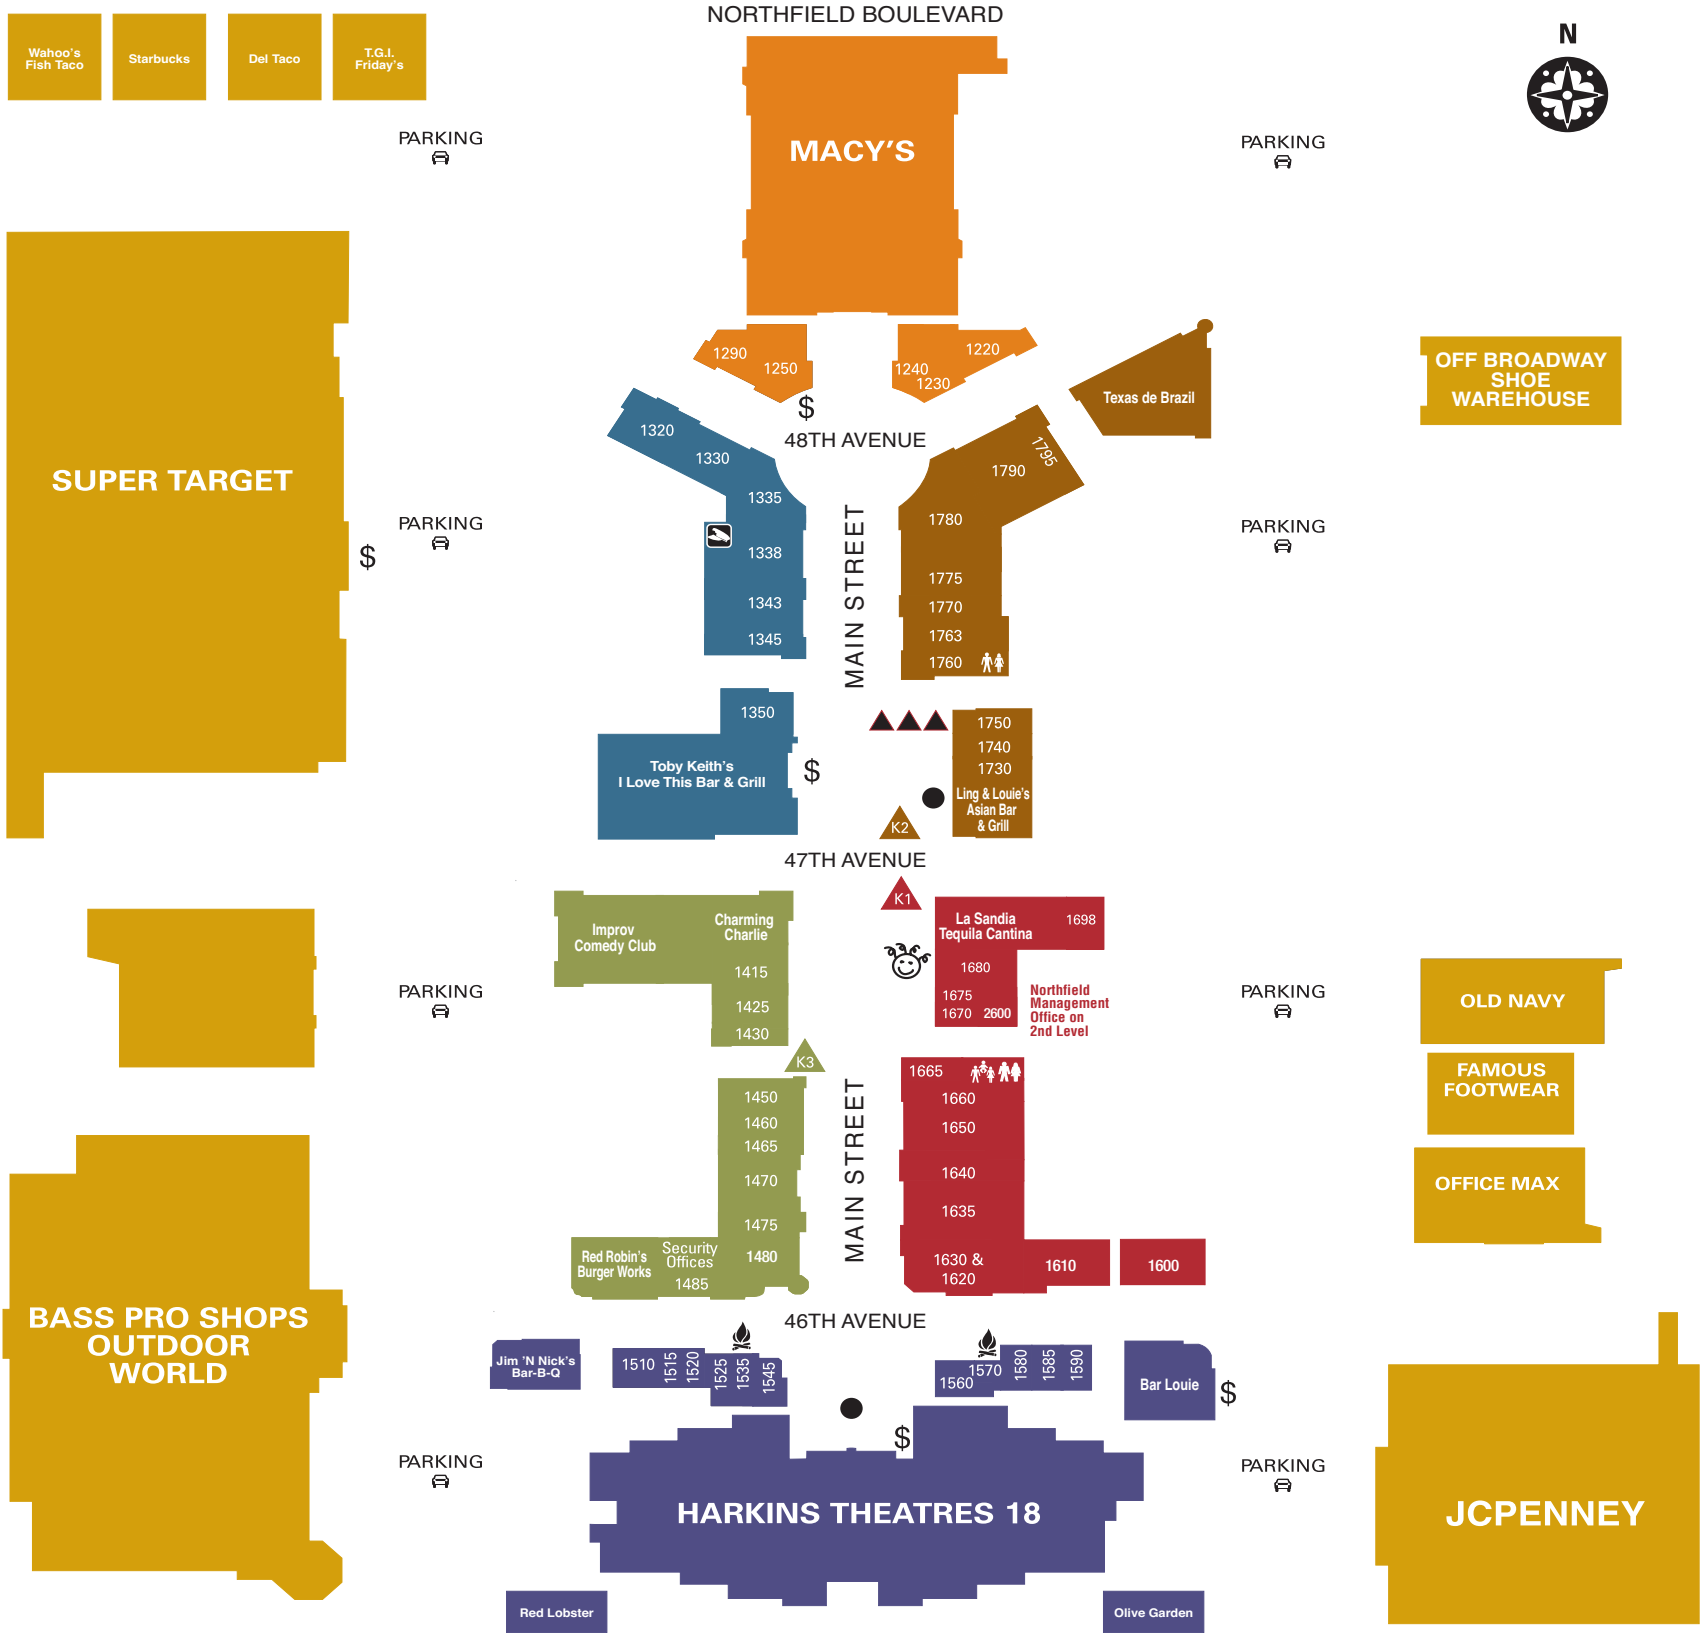 NORTHFIELD BOULEVARD
N
Wahoo's
Fish Taco
Starbucks
Del Taco
T.G.I.
Friday's
PARKING
PARKING
MACY'S
SUPER TARGET
1290
1250
1220
1240
1230
$
Texas de Brazil
OFF BROADWAY
SHOE
WAREHOUSE
48TH AVENUE
1320
1330
1335
1338
1343
1345
1795
1790
1780
1775
1770
1763
1760
MAIN STREET
PARKING
$
PARKING
1350
Toby Keith's
I Love This Bar & Grill
$
1750
1740
1730
Ling & Louie's
Asian Bar
& Grill
K2
47TH AVENUE
K1
Improv
Comedy Club
Charming
Charlie
1415
1425
1430
La Sandia
Tequila Cantina
1698
1680
1675
1670
2600
Northfield
Management
Office on
2nd Level
PARKING
PARKING
OLD NAVY
FAMOUS
FOOTWEAR
OFFICE MAX
K3
1450
1460
1465
1470
1475
1480
Red Robin's
Burger Works
Security
Offices
1485
MAIN STREET
1665
1660
1650
1640
1635
1630 &
1620
1610
1600
BASS PRO SHOPS
OUTDOOR
WORLD
46TH AVENUE
Jim 'N Nick's
Bar-B-Q
1510
1515
1520
1525
1535
1545
1560
1570
1580
1585
1590
Bar Louie
$
$
PARKING
PARKING
HARKINS THEATRES 18
JCPENNEY
Red Lobster
Olive Garden